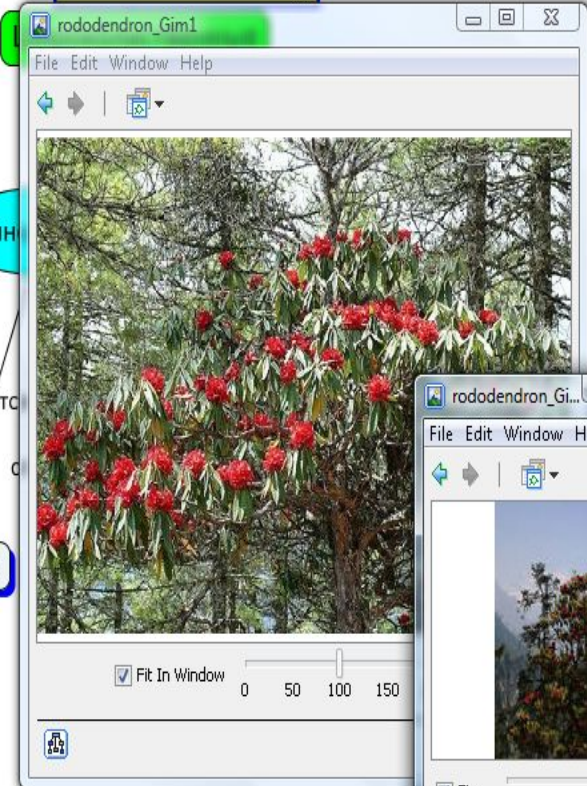 rododendron_Gim1
File Edit Window Help
Fit In Window
0 50 100 150
rododendron_Gi...
File Edit Window H